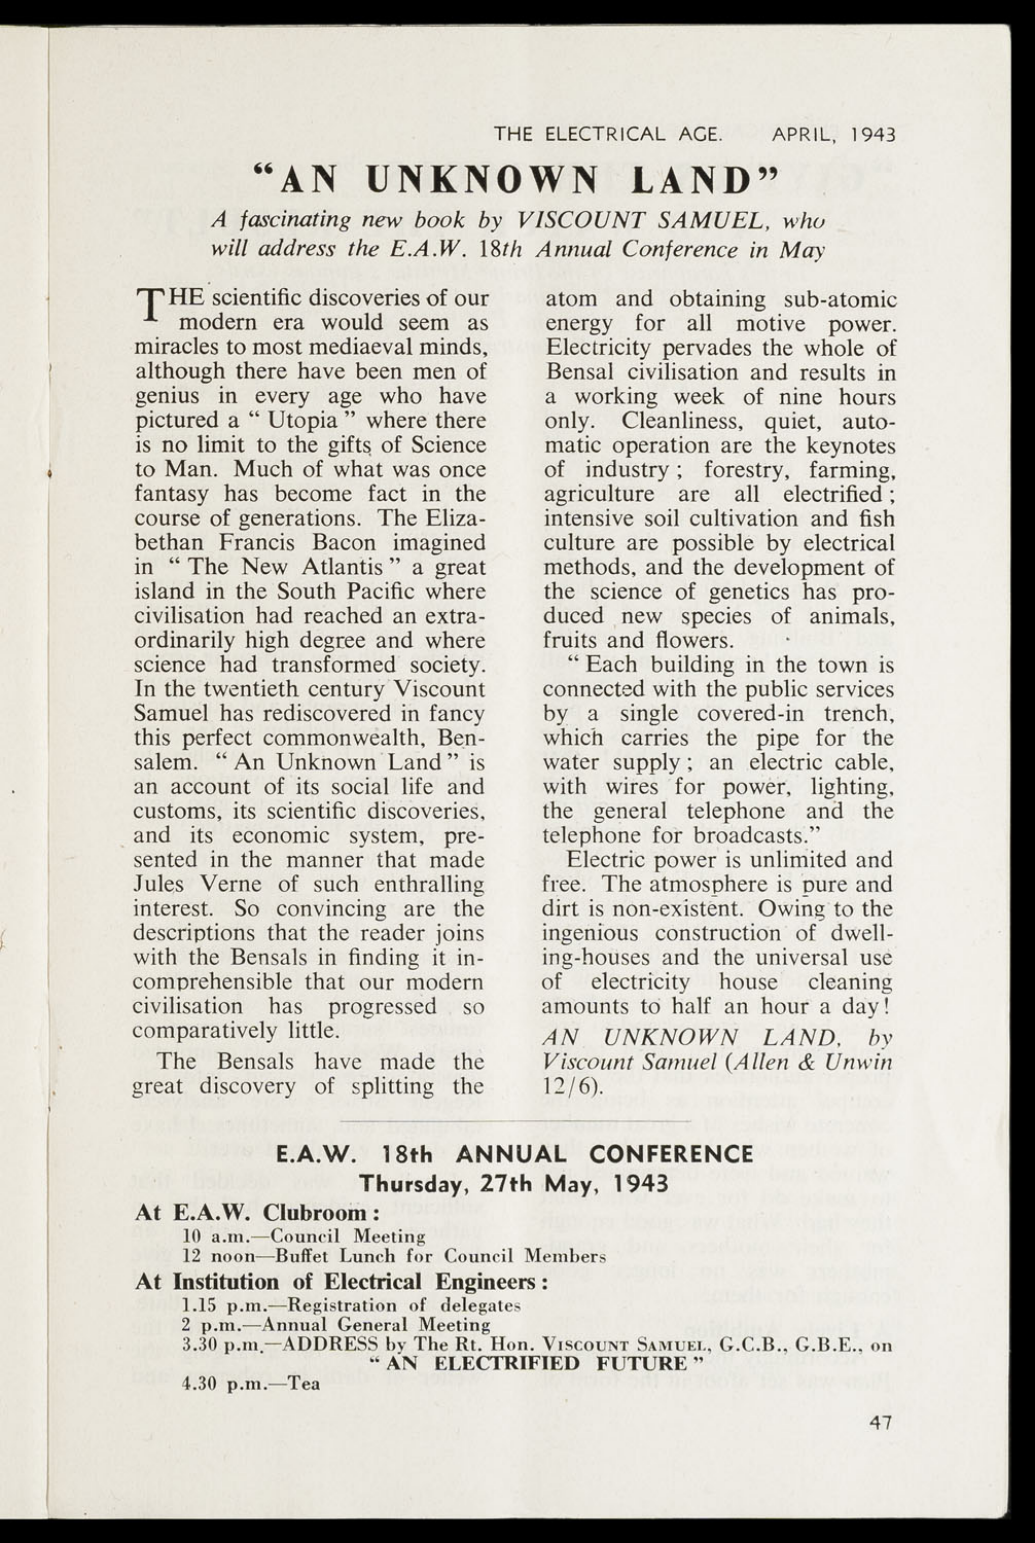 THE ELECTRICAL AGE. APRIL, 1943
"AN UNKNOWN LAND"
A fascinating new book by VISCOUNT SAMUEL, who
will address the E.A.W. 18th Annual Conference in May
THE scientific discoveries of our
modern era would seem as
miracles to most mediaeval minds,
although there have been men of
genius in every age who have
pictured a " Utopia " where there
is no limit to the gifts of Science
to Man. Much of what was once
fantasy has become fact in the
course of generations. The Eliza-
bethan Francis Bacon imagined
in " The New Atlantis " a great
island in the South Pacific where
civilisation had reached an extra-
ordinarily high degree and where
science had transformed society.
In the twentieth century Viscount
Samuel has rediscovered in fancy
this perfect commonwealth, Ben-
salem. " An Unknown Land " is
an account of its social life and
customs, its scientific discoveries,
and its economic system, pre-
sented in the manner that made
Jules Verne of such enthralling
interest. So convincing are the
descriptions that the reader joins
with the Bensals in finding it in-
comprehensible that our modern
civilisation has progressed so
comparatively little.
The Bensals have made the
great discovery of splitting the
atom and obtaining sub-atomic
energy for all motive power.
Electricity pervades the whole of
Bensal civilisation and results in
a working week of nine hours
only. Cleanliness, quiet, auto-
matic operation are the keynotes
of industry ; forestry, farming,
agriculture are all electrified ;
intensive soil cultivation and fish
culture are possible by electrical
methods, and the development of
the science of genetics has pro-
duced new species of animals,
fruits and flowers.
" Each building in the town is
connected with the public services
by a single covered-in trench,
which carries the pipe for the
water supply ; an electric cable,
with wires for power, lighting,
the general telephone and the
telephone for broadcasts."
Electric power is unlimited and
free. The atmosphere is pure and
dirt is non-existent. Owing to the
ingenious construction of dwell-
ing-houses and the universal use
of electricity house cleaning
amounts to half an hour a day!
AN UNKNOWN LAND, by
Viscount Samuel (Allen & Unwin
12/6).
E.A.W. 18th ANNUAL CONFERENCE
Thursday, 27th May, 1943
At E.A.W. Clubroom :
10 a.m.—Council Meeting
12 noon—Buffet Lunch for Council Members
At Institution of Electrical Engineers :
1.15 p.m.—Registration of delegates
2 p.m.—Annual General Meeting
3.30 p.m.—ADDRESS by The Rt. Hon. VISCOUNT SAMUEL, G.C.B., G.B.E., on
" AN ELECTRIFIED FUTURE "
4.30 p.m.—Tea
47